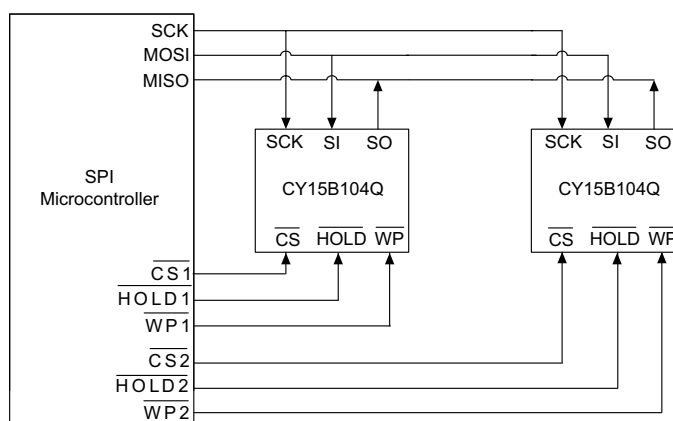 SCK
MOSI
MISO
SPI
Microcontroller
CS1
HOLD1
WP1
CS2
HOLD2
WP2
SCK SI SO
CY15B104Q
CS HOLD WP
SCK SI SO
CY15B104Q
CS HOLD WP